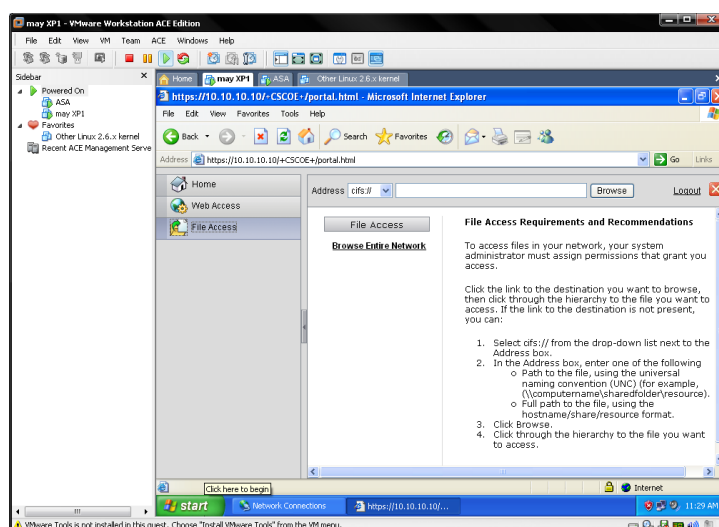 may XP1 - VMware Workstation ACE Edition
File Edit View VM Team ACE Windows Help
Sidebar
Powered On
ASA
may XP1
Favorites
Other Linux 2.6.x kernel
Recent ACE Management Serve
Home may XP1 ASA Other Linux 2.6.x kernel
https://10.10.10.10/+CSCOE+/portal.html - Microsoft Internet Explorer
File Edit View Favorites Tools Help
Back Search Favorites
Address https://10.10.10.10/+CSCOE+/portal.html Go Links
Home
Web Access
File Access
Address cifs:// Browse Logout
File Access
Browse Entire Network
File Access Requirements and Recommendations
To access files in your network, your system
administrator must assign permissions that grant you
access.
Click the link to the destination you want to browse,
then click through the hierarchy to the file you want to
access. If the link to the destination is not present,
you can:
1. Select cifs:// from the drop-down list next to the
Address box.
2. In the Address box, enter one of the following
Path to the file, using the universal
naming convention (UNC) (for example,
(\\computername\sharedfolder\resource).
Full path to the file, using the
hostname/share/resource format.
3. Click Browse.
4. Click through the hierarchy to the file you want
to access.
Click here to begin
Internet
start Network Connections https://10.10.10.10/... 11:29 AM
VMware Tools is not installed in this guest. Choose "Install VMware Tools" from the VM menu.